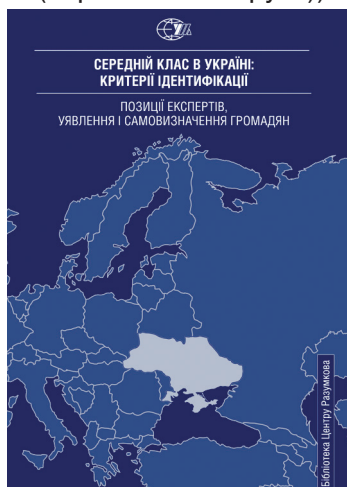 СЕРЕДНІЙ КЛАС В УКРАЇНІ:
КРИТЕРІЇ ІДЕНТИФІКАЦІЇ
ПОЗИЦІЇ ЕКСПЕРТІВ,
УЯВЛЕННЯ І САМОВИЗНАЧЕННЯ ГРОМАДЯН
Бібліотека Центру Разумкова